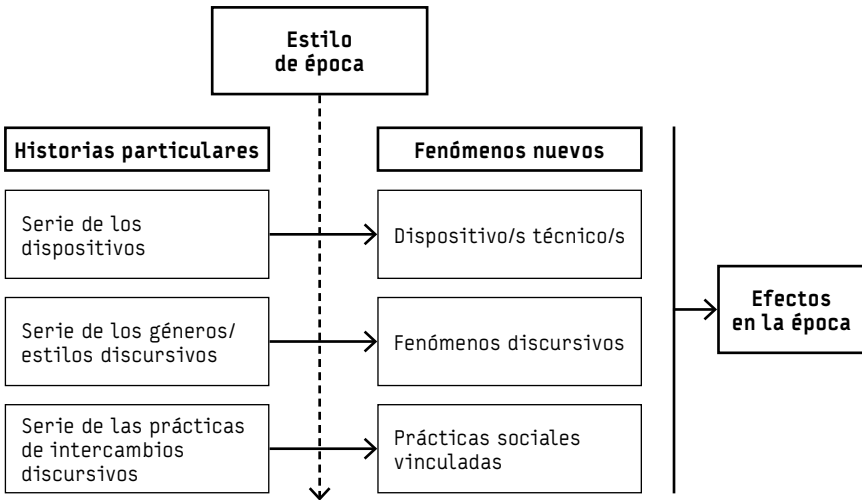 Estilo
de época
Historias particulares
Fenómenos nuevos
Serie de los
dispositivos
Dispositivo/s técnico/s
Serie de los géneros/
estilos discursivos
Fenómenos discursivos
Serie de las prácticas
de intercambios
discursivos
Prácticas sociales
vinculadas
Efectos
en la época